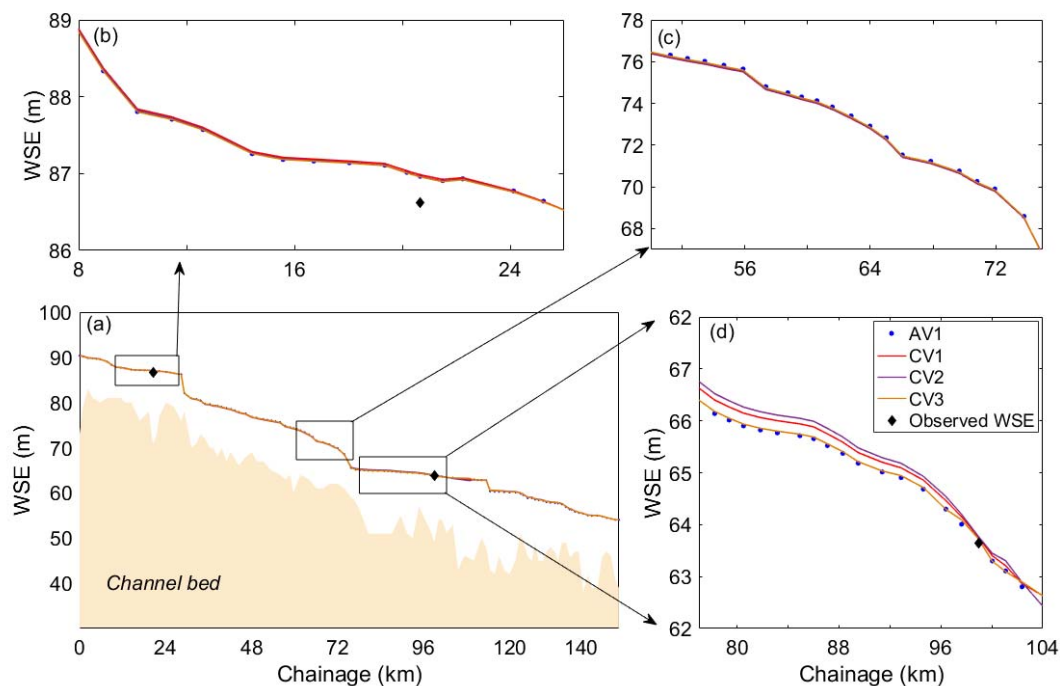 (b)
WSE (m)
89
88
87
86
8
16
24
(c)
WSE (m)
78
76
74
72
70
68
56
64
72
(a)
WSE (m)
100
90
80
70
60
50
40
Channel bed
0
24
48
72
96
120
140
Chainage (km)
(d)
WSE (m)
62
67
66
65
64
63
62
80
88
96
104
Chainage (km)
AV1
CV1
CV2
CV3
Observed WSE